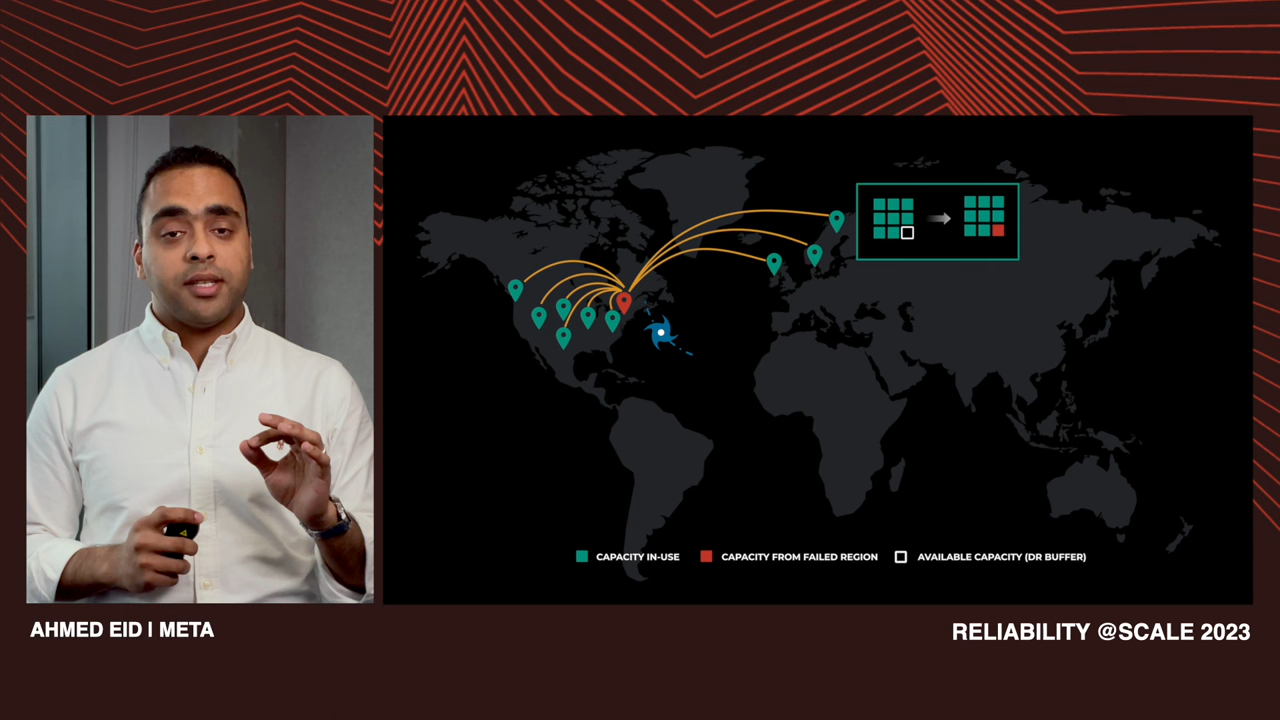 CAPACITY IN-USE
CAPACITY FROM FAILED REGION
AVAILABLE CAPACITY (DR BUFFER)
AHMED EID | META
RELIABILITY @SCALE 2023